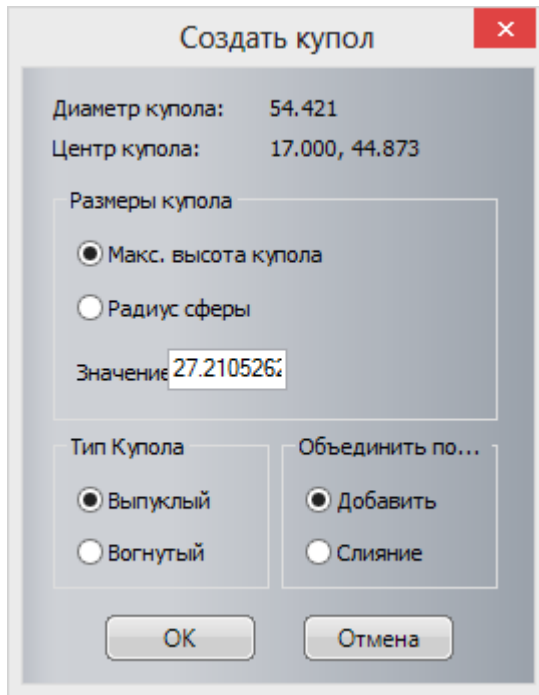 Создать купол
Диаметр купола: 54.421
Центр купола: 17.000, 44.873
Размеры купола
Макс. высота купола
Радиус сферы
Значение 27.2105262
Тип Купола
Выпуклый
Вогнутый
Объединить по...
Добавить
Слияние
OK
Отмена